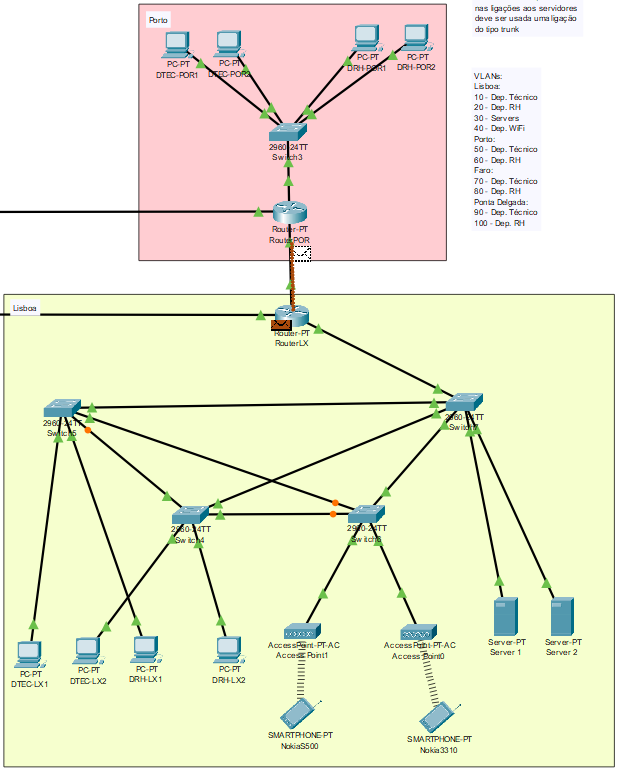 nas ligações aos servidores
deve ser usada uma ligação
do tipo trunk
VLANs:
Lisboa:
10 - Dep. Técnico
20 - Dep. RH
30 - Servers
40 - Dep. WiFi
Porto:
50 - Dep. Técnico
60 - Dep. RH
Faro:
70 - Dep. Técnico
80 - Dep. RH
Ponta Delgada:
90 - Dep. Técnico
100 - Dep. RH
Porto
PC-PT
DTEC-POR1
PC-PT
DTEC-POR2
PC-PT
DRH-POR1
PC-PT
DRH-POR2
2960-24TT
Switch3
Router-PT
RouterPOR
Lisboa
Router-PT
RouterLX
2960-24TT
Switch5
2960-24TT
Switch7
2960-24TT
Switch4
2960-24TT
Switch6
PC-PT
DTEC-LX1
PC-PT
DTEC-LX2
PC-PT
DRH-LX1
PC-PT
DRH-LX2
AccessPoint-PT-AC
Access Point1
AccessPoint-PT-AC
Access Point0
Server-PT
Server 1
Server-PT
Server 2
SMARTPHONE-PT
NokiaS500
SMARTPHONE-PT
Nokia3310